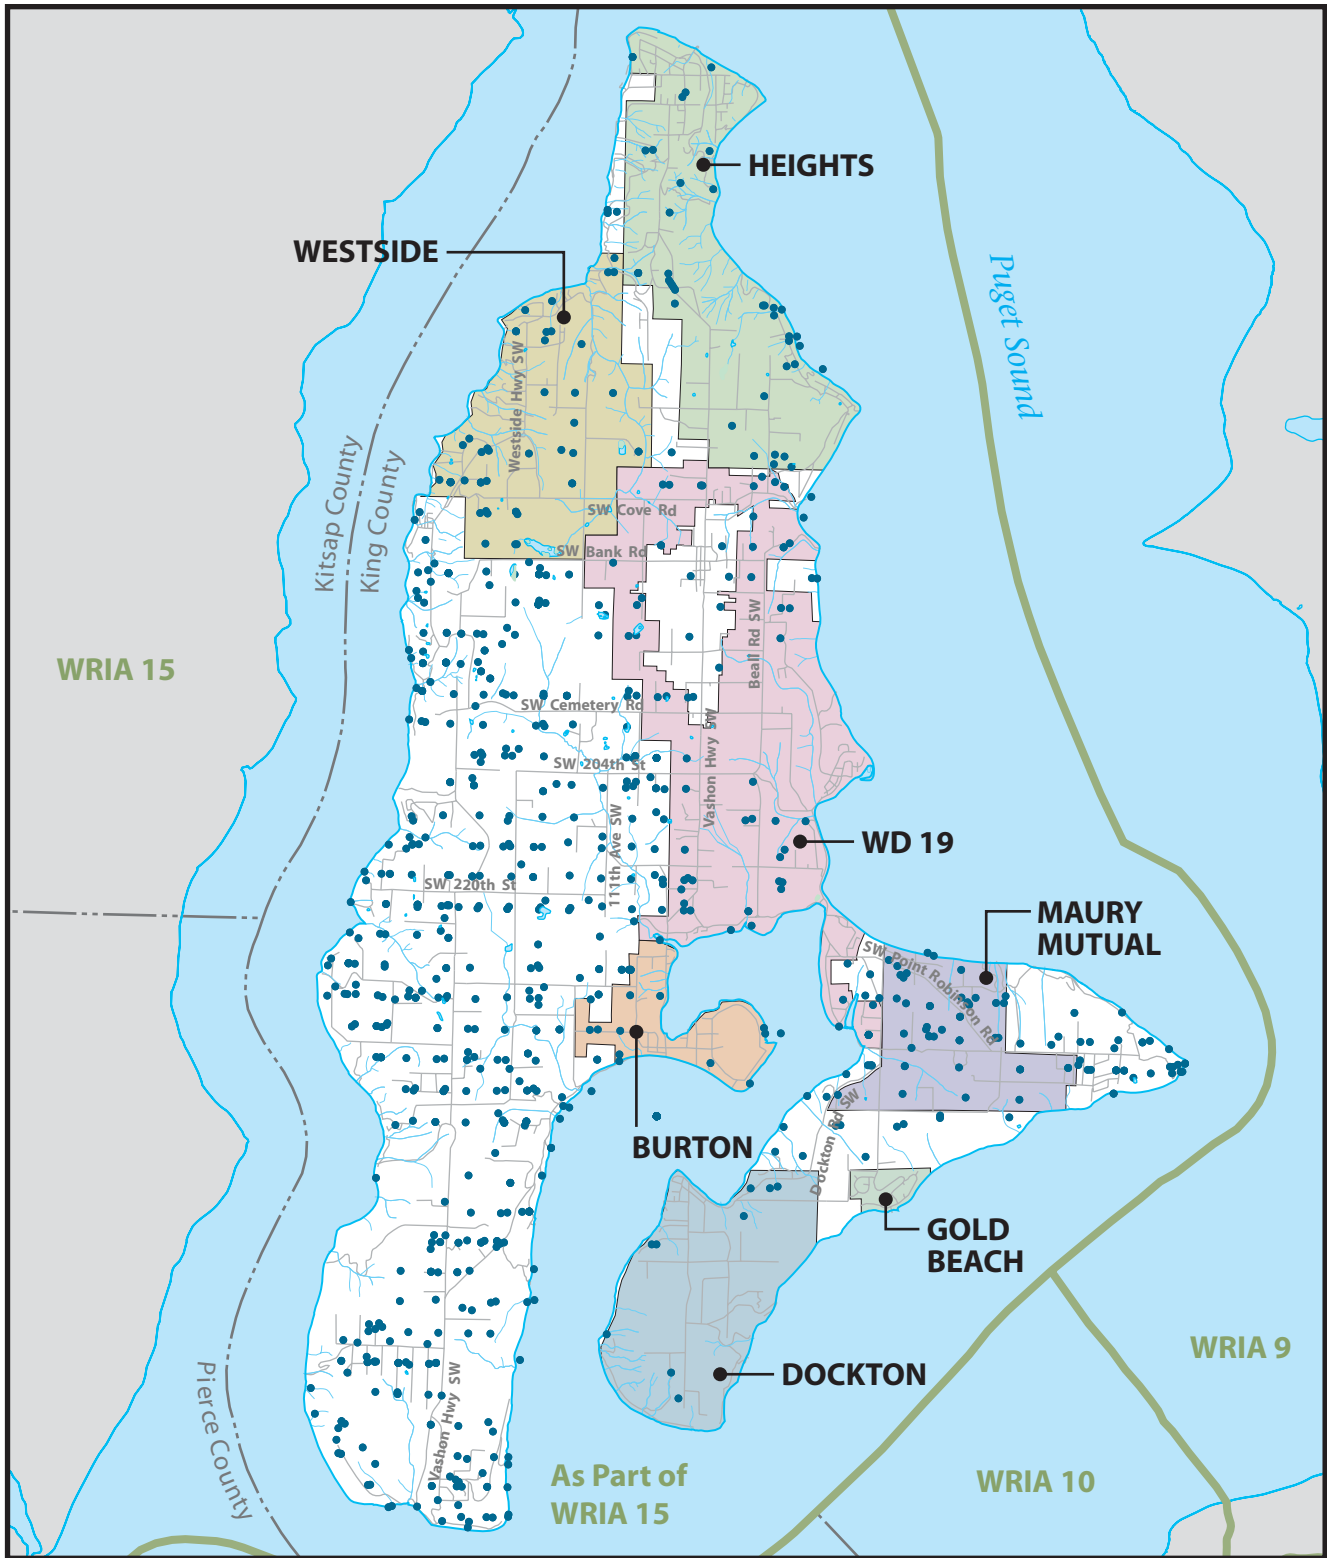 HEIGHTS
WESTSIDE
Puget Sound
Westside Hwy SW
Kitsap County
King County
SW Cove Rd
SW Bank Rd
WRIA 15
Beall Rd SW
SW Cemetery Rd
SW 204th St
Vashon Hwy SW
111th Ave SW
WD 19
SW 220th St
MAURY
MUTUAL
SW Point Robinson Rd
BURTON
Dockton Rd SW
GOLD
BEACH
WRIA 9
DOCKTON
Pierce County
Vashon Hwy SW
As Part of
WRIA 15
WRIA 10